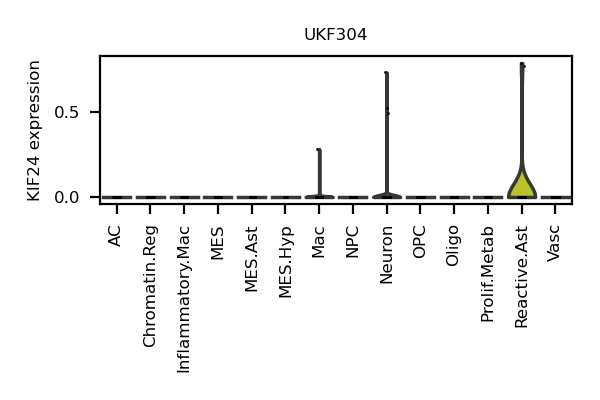 UKF304
KIF24 expression
0.5
0.0
AC
Chromatin.Reg
Inflammatory.Mac
MES
MES.Ast
MES.Hyp
Mac
NPC
Neuron
OPC
Oligo
Prolif.Metab
Reactive.Ast
Vasc